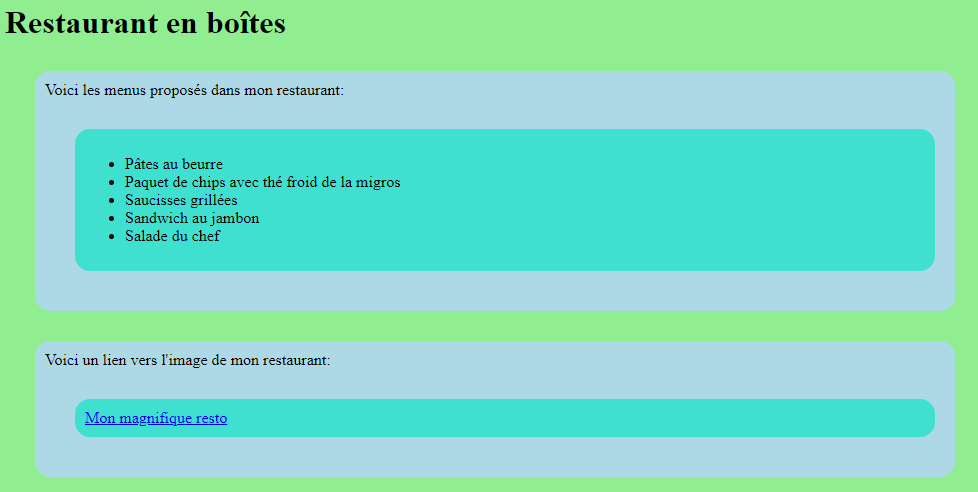 Restaurant en boîtes
Voici les menus proposés dans mon restaurant:
Pâtes au beurre
Paquet de chips avec thé froid de la migros
Saucisses grillées
Sandwich au jambon
Salade du chef
Voici un lien vers l'image de mon restaurant:
Mon magnifique resto